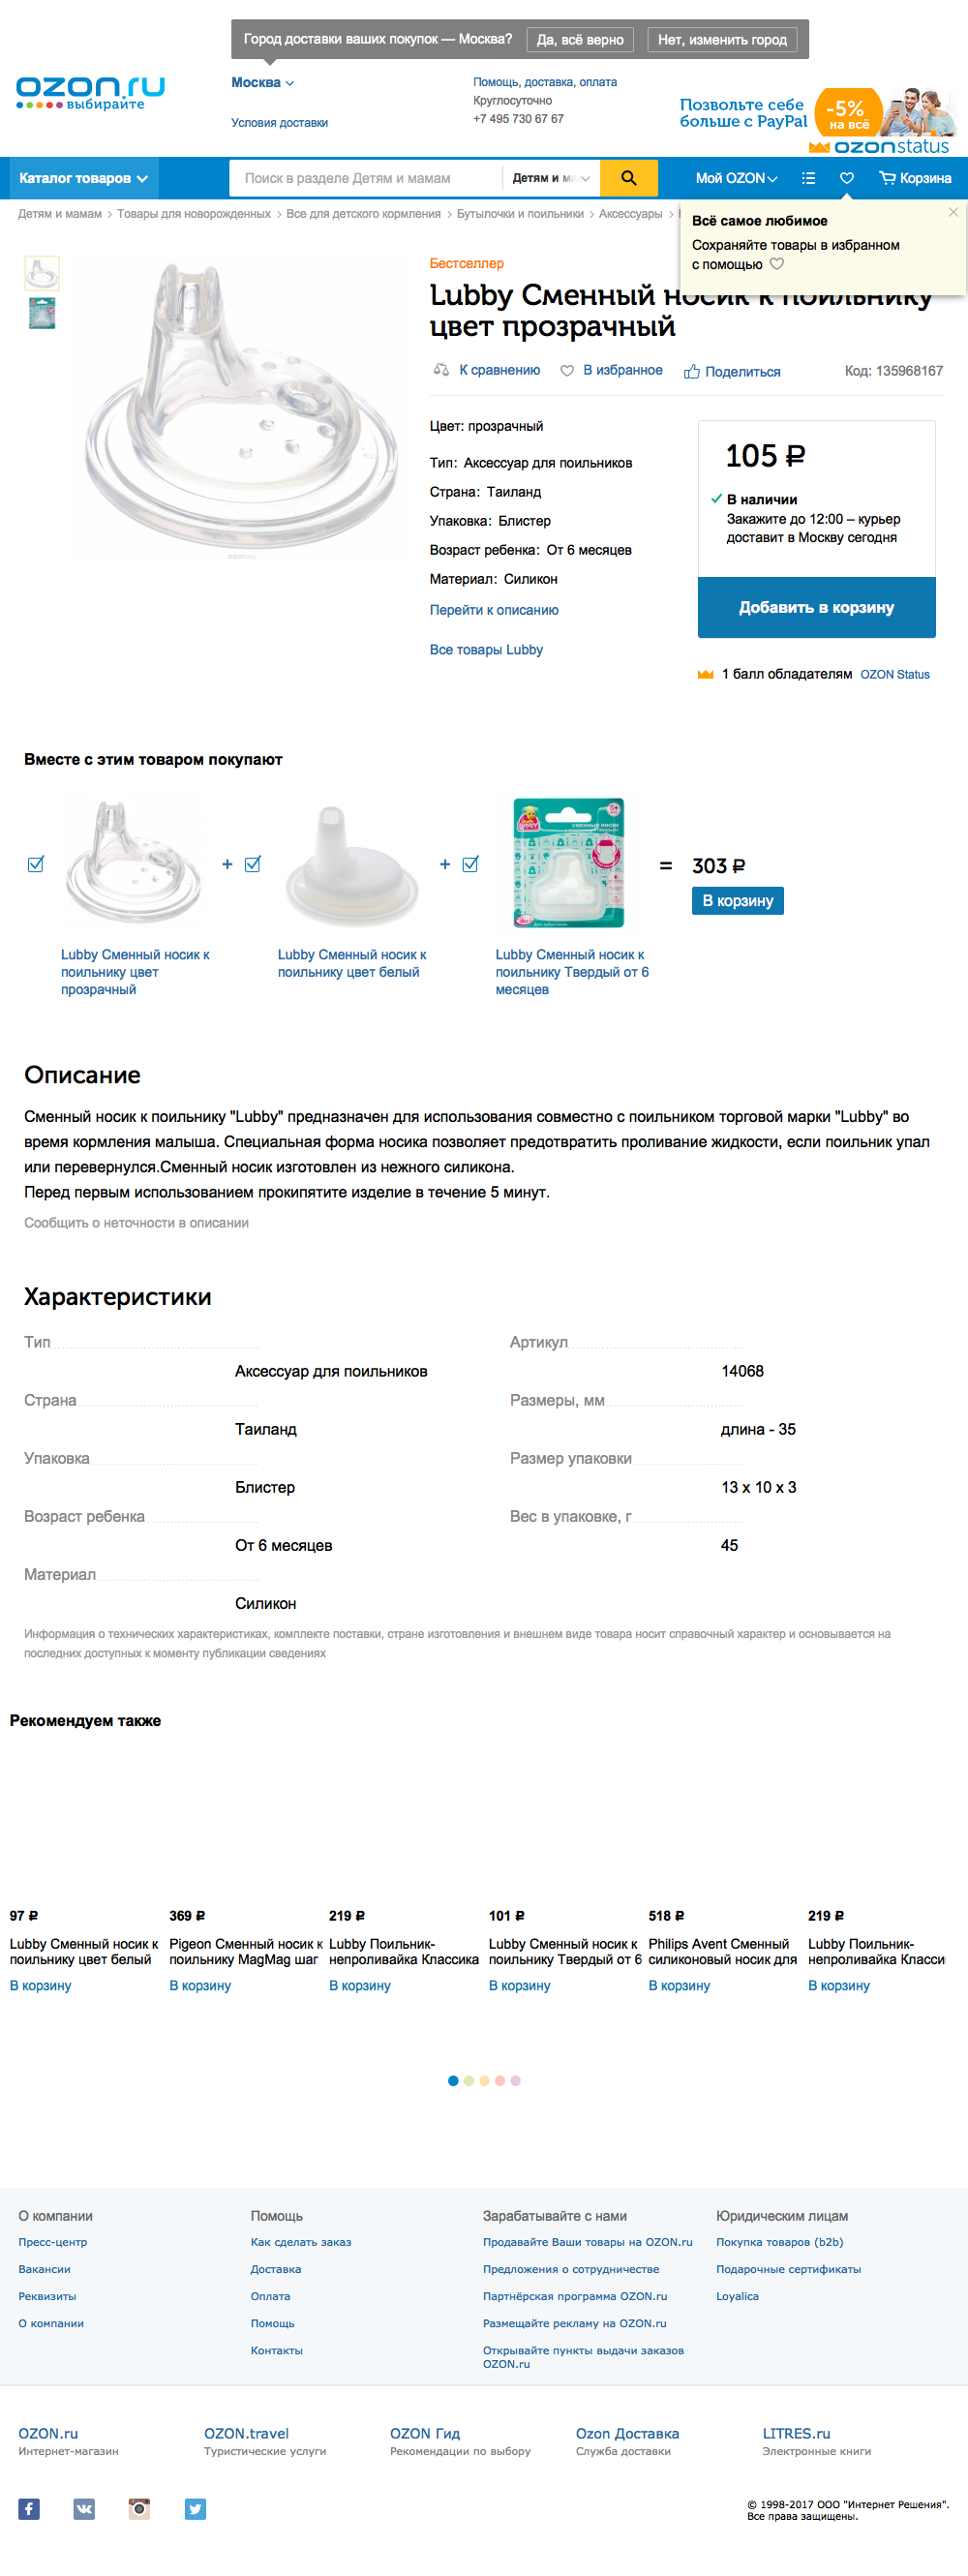 Город доставки ваших покупок — Москва? Да, всё верно Нет, изменить город
OZON.RU
выбирайте
Москва
Условия доставки
Помощь, доставка, оплата
Круглосуточно
+7 495 730 67 67
Позвольте себе
больше с PayPal
-5%
на всё
ozonstatus
Каталог товаров
Поиск в разделе Детям и мамам
Детям и
Мой OZON
Корзина
Детям и мамам > Товары для новорожденных > Все для детского кормления > Бутылочки и поильники > Аксессуары >
Всё самое любимое
Сохраняйте товары в избранном
с помощью
Бестселлер
Lubby Сменный носик к поильнику
цвет прозрачный
К сравнению В избранное Поделиться Код: 135968167
Цвет: прозрачный
Тип: Аксессуар для поильников
Страна: Таиланд
Упаковка: Блистер
Возраст ребенка: От 6 месяцев
Материал: Силикон
Перейти к описанию
Все товары Lubby
105 ₽
В наличии
Закажите до 12:00 – курьер
доставит в Москву сегодня
Добавить в корзину
1 балл обладателям OZON Status
Вместе с этим товаром покупают
+
+
= 303 ₽
В корзину
Lubby Сменный носик к
поильнику цвет
прозрачный
Lubby Сменный носик к
поильнику цвет белый
Lubby Сменный носик к
поильнику Твердый от 6
месяцев
Описание
Сменный носик к поильнику "Lubby" предназначен для использования совместно с поильником торговой марки "Lubby" во
время кормления малыша. Специальная форма носика позволяет предотвратить проливание жидкости, если поильник упал
или перевернулся.Сменный носик изготовлен из нежного силикона.
Перед первым использованием прокипятите изделие в течение 5 минут.
Сообщить о неточности в описании
Характеристики
Тип
Аксессуар для поильников
Страна
Таиланд
Упаковка
Блистер
Возраст ребенка
От 6 месяцев
Материал
Силикон
Артикул
14068
Размеры, мм
длина - 35
Размер упаковки
13 x 10 x 3
Вес в упаковке, г
45
Информация о технических характеристиках, комплекте поставки, стране изготовления и внешнем виде товара носит справочный характер и основывается на
последних доступных к моменту публикации сведениях
Рекомендуем также
97 ₽
Lubby Сменный носик к
поильнику цвет белый
В корзину
369 ₽
Pigeon Сменный носик к
поильнику MagMag шаг
В корзину
219 ₽
Lubby Поильник-
непроливайка Классика
В корзину
101 ₽
Lubby Сменный носик к
поильнику Твердый от 6
В корзину
518 ₽
Philips Avent Сменный
силиконовый носик для
В корзину
219 ₽
Lubby Поильник-
непроливайка Класси
В корзину
О компании
Пресс-центр
Вакансии
Реквизиты
О компании
Помощь
Как сделать заказ
Доставка
Оплата
Помощь
Контакты
Зарабатывайте с нами
Продавайте Ваши товары на OZON.ru
Предложения о сотрудничестве
Партнёрская программа OZON.ru
Размещайте рекламу на OZON.ru
Открывайте пункты выдачи заказов
OZON.ru
Юридическим лицам
Покупка товаров (b2b)
Подарочные сертификаты
Loyalica
OZON.ru
Интернет-магазин
OZON.travel
Туристические услуги
OZON Гид
Рекомендации по выбору
Ozon Доставка
Служба доставки
LITRES.ru
Электронные книги
© 1998-2017 ООО "Интернет Решения".
Все права защищены.